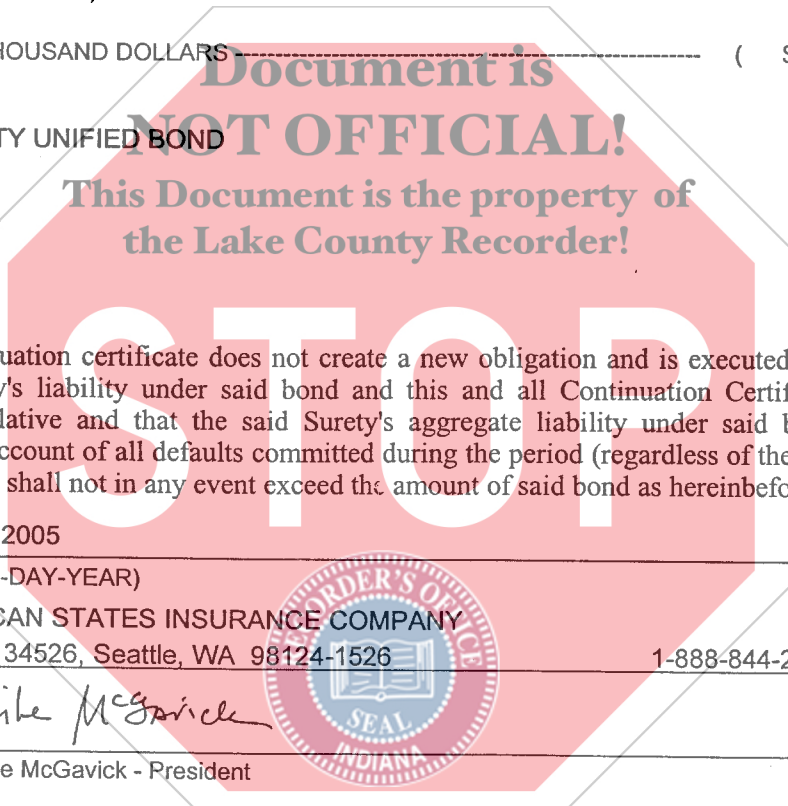 HOUSAND DOLLARS ---------------------------------------------------------------- ( S
Document is
TY UNIFIED BOND
NOT OFFICIAL!
This Document is the property of
the Lake County Recorder!
STOP
uation certificate does not create a new obligation and is executed
y's liability under said bond and this and all Continuation Certif
lative and that the said Surety's aggregate liability under said b
ccount of all defaults committed during the period (regardless of the
shall not in any event exceed the amount of said bond as hereinbefo
2005
-DAY-YEAR)
CAN STATES INSURANCE COMPANY
34526, Seattle, WA 98124-1526 1-888-844-2
RECORDER'S OFFICE
SEAL
INDIANA
ike McGavick
e McGavick - President